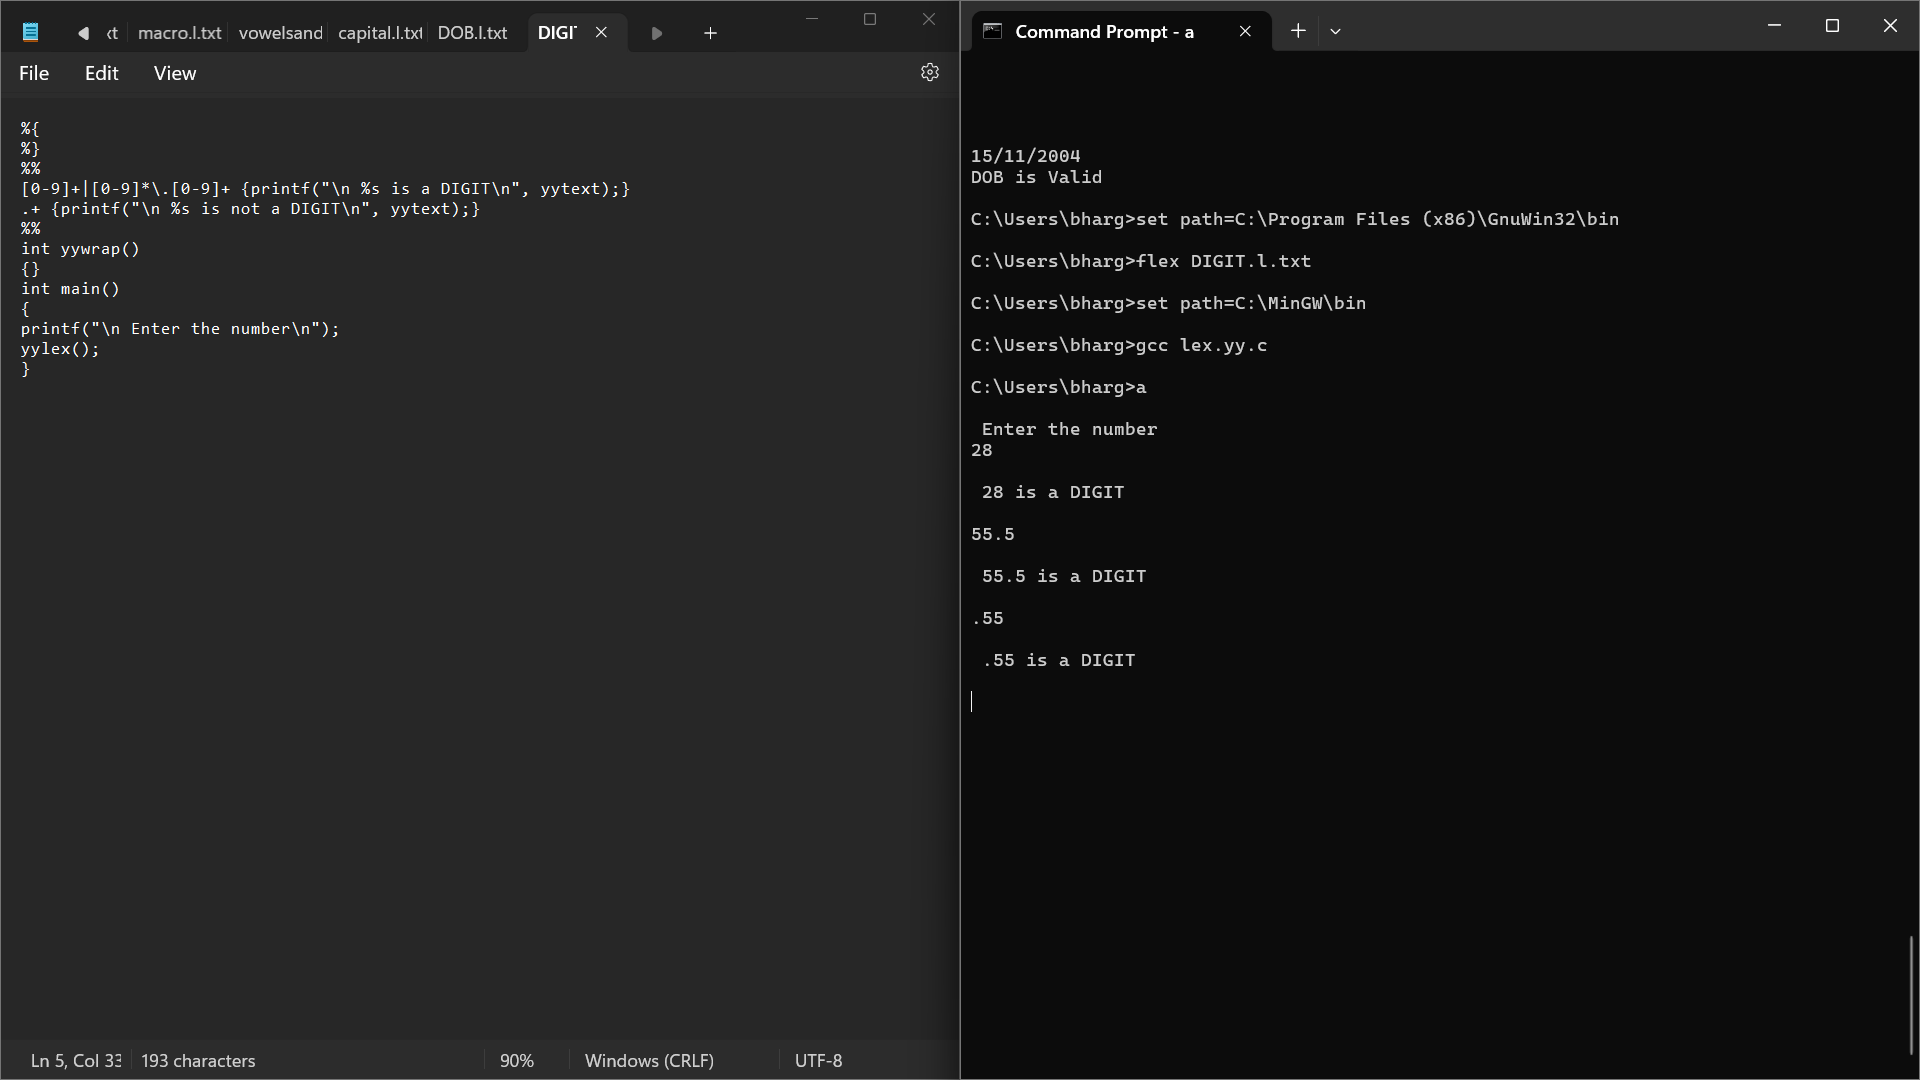 ‹t macro.l.txt vowelsand capital.l.txt DOB.l.txt DIGIT
File Edit View
%{
%}
%%
[0-9]+|[0-9]*\.[0-9]+ {printf("\n %s is a DIGIT\n", yytext);}
.+ {printf("\n %s is not a DIGIT\n", yytext);}
%%
int yywrap()
{}
int main()
{
printf("\n Enter the number\n");
yylex();
}
Ln 5, Col 33 193 characters 90% Windows (CRLF) UTF-8
Command Prompt - a
15/11/2004
DOB is Valid
C:\Users\bharg>set path=C:\Program Files (x86)\GnuWin32\bin
C:\Users\bharg>flex DIGIT.l.txt
C:\Users\bharg>set path=C:\MinGW\bin
C:\Users\bharg>gcc lex.yy.c
C:\Users\bharg>a
Enter the number
28
28 is a DIGIT
55.5
55.5 is a DIGIT
.55
.55 is a DIGIT